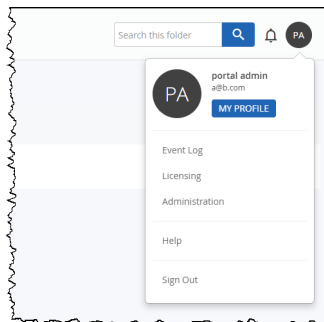 Search this folder
PA
PA
portal admin
a@b.com
MY PROFILE
Event Log
Licensing
Administration
Help
Sign Out